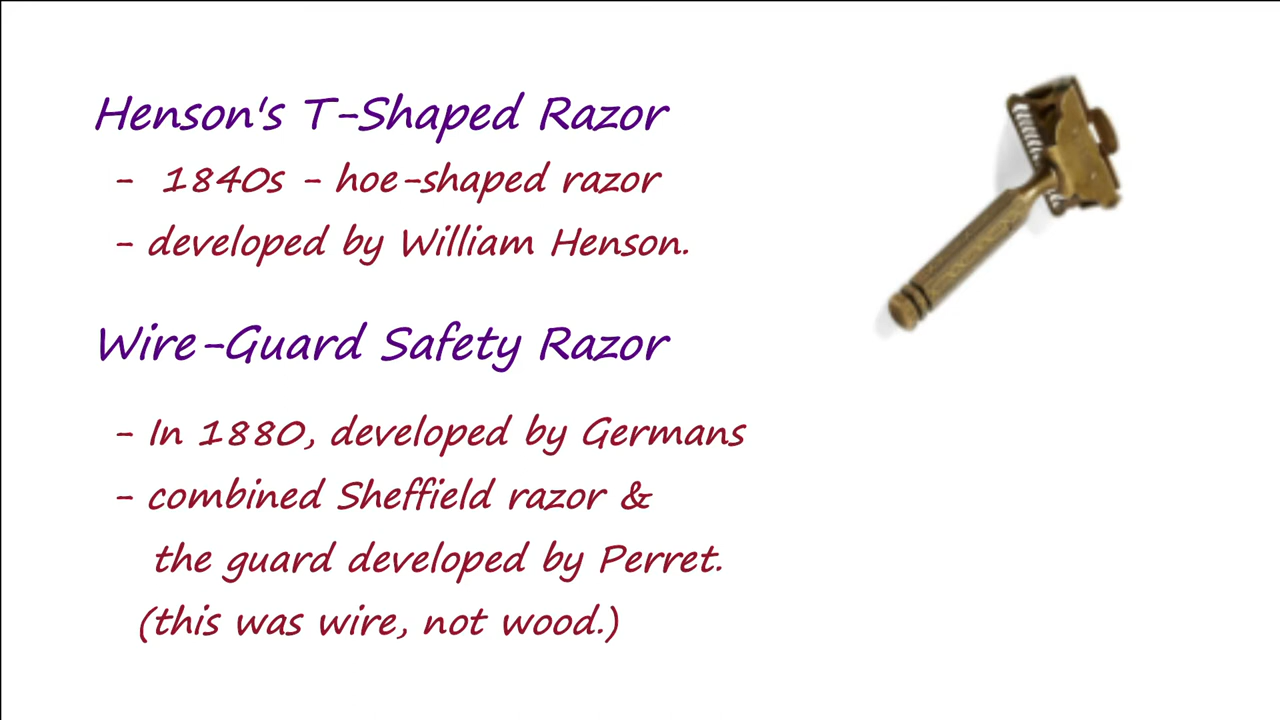 Henson's T-Shaped Razor
- 1840s - hoe-shaped razor
- developed by William Henson.
Wire-Guard Safety Razor
- In 1880, developed by Germans
- combined Sheffield razor &
the guard developed by Perret.
(this was wire, not wood.)